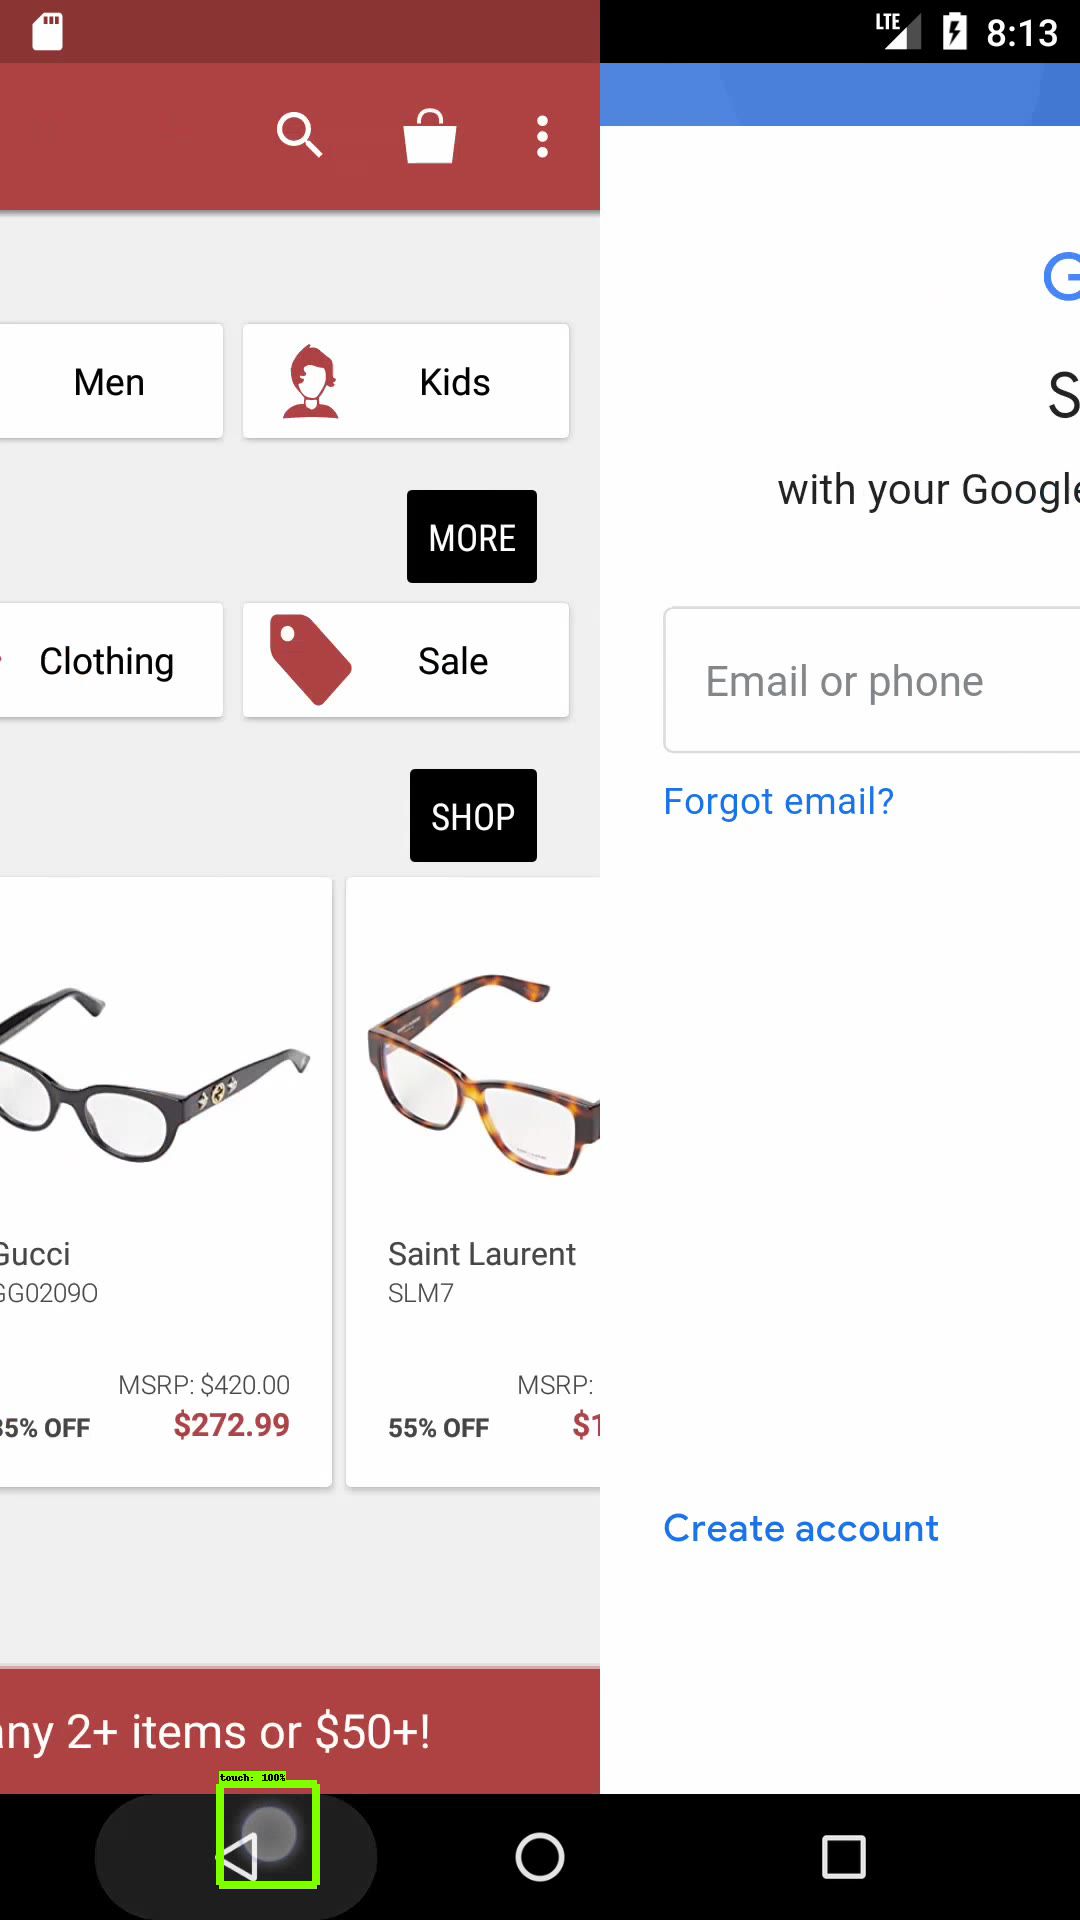 LTE 8:13
Men
Kids
MORE
Clothing
Sale
SHOP
Gucci
GG0209O
MSRP: $420.00
35% OFF
$272.99
Saint Laurent
SLM7
MSRP:
55% OFF
$1
any 2+ items or $50+!
touch: 100%
G
S
with your Google
Email or phone
Forgot email?
Create account